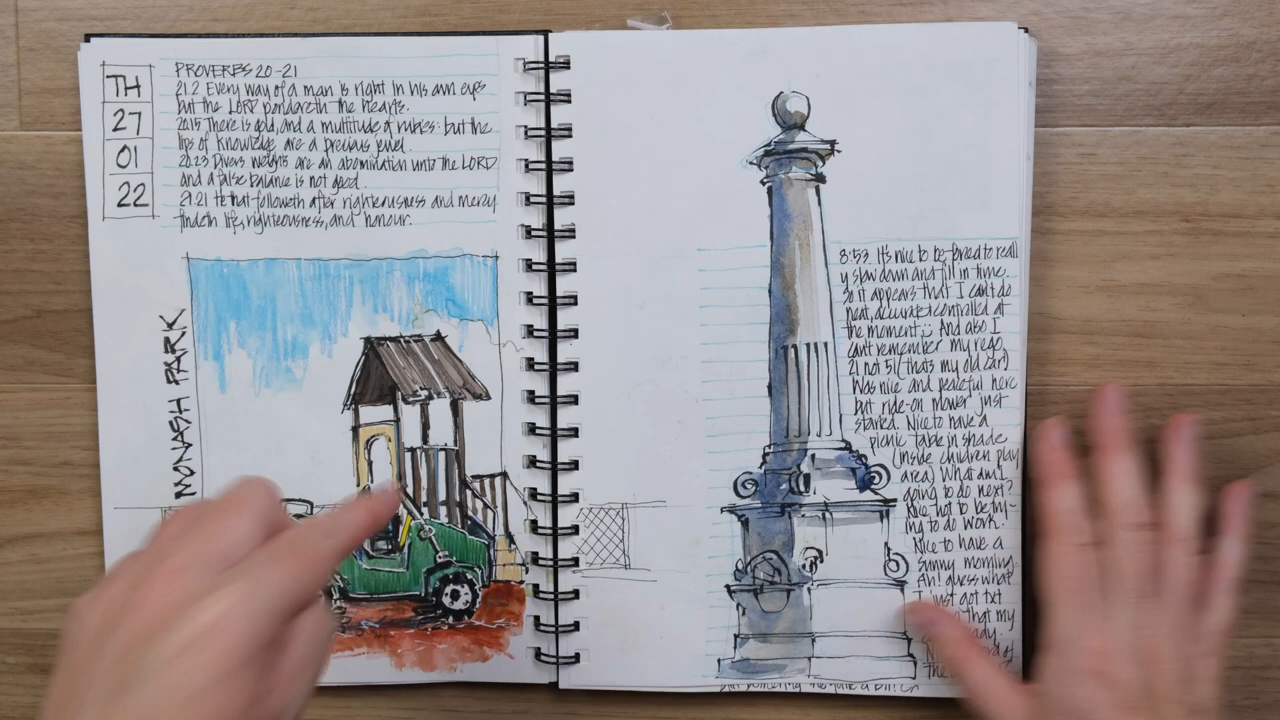 TH
27
01
22
PROVERBS 20-21
21.2 Every way of a man is right in his own eyes
but the LORD pondereth the hearts.
20.15 There is gold, and a multitude of rubies: but the
lips of knowledge are a precious jewel.
20.23 Divers weights are an abomination unto the LORD
and a false balance is not good.
21.21 He that followeth after righteousness and mercy
findeth life, righteousness, and honour.
MONASH PARK
8:53. It's nice to be forced to reall
y slow down and fill in time.
So it appears that I can't do
neat, accurate + controlled at
the moment. And also I
can't remember my rego
21 not 51 (that's my old car)
Was nice and peaceful here
but ride-on mower just
started. Nice to have a
picnic table in shade
(inside children play
area) What am I
going to do next?
Nice not to be try-
ing to do work.
Nice to have a
sunny morning.
Ah! guess what
I just got txt
that my
of
the